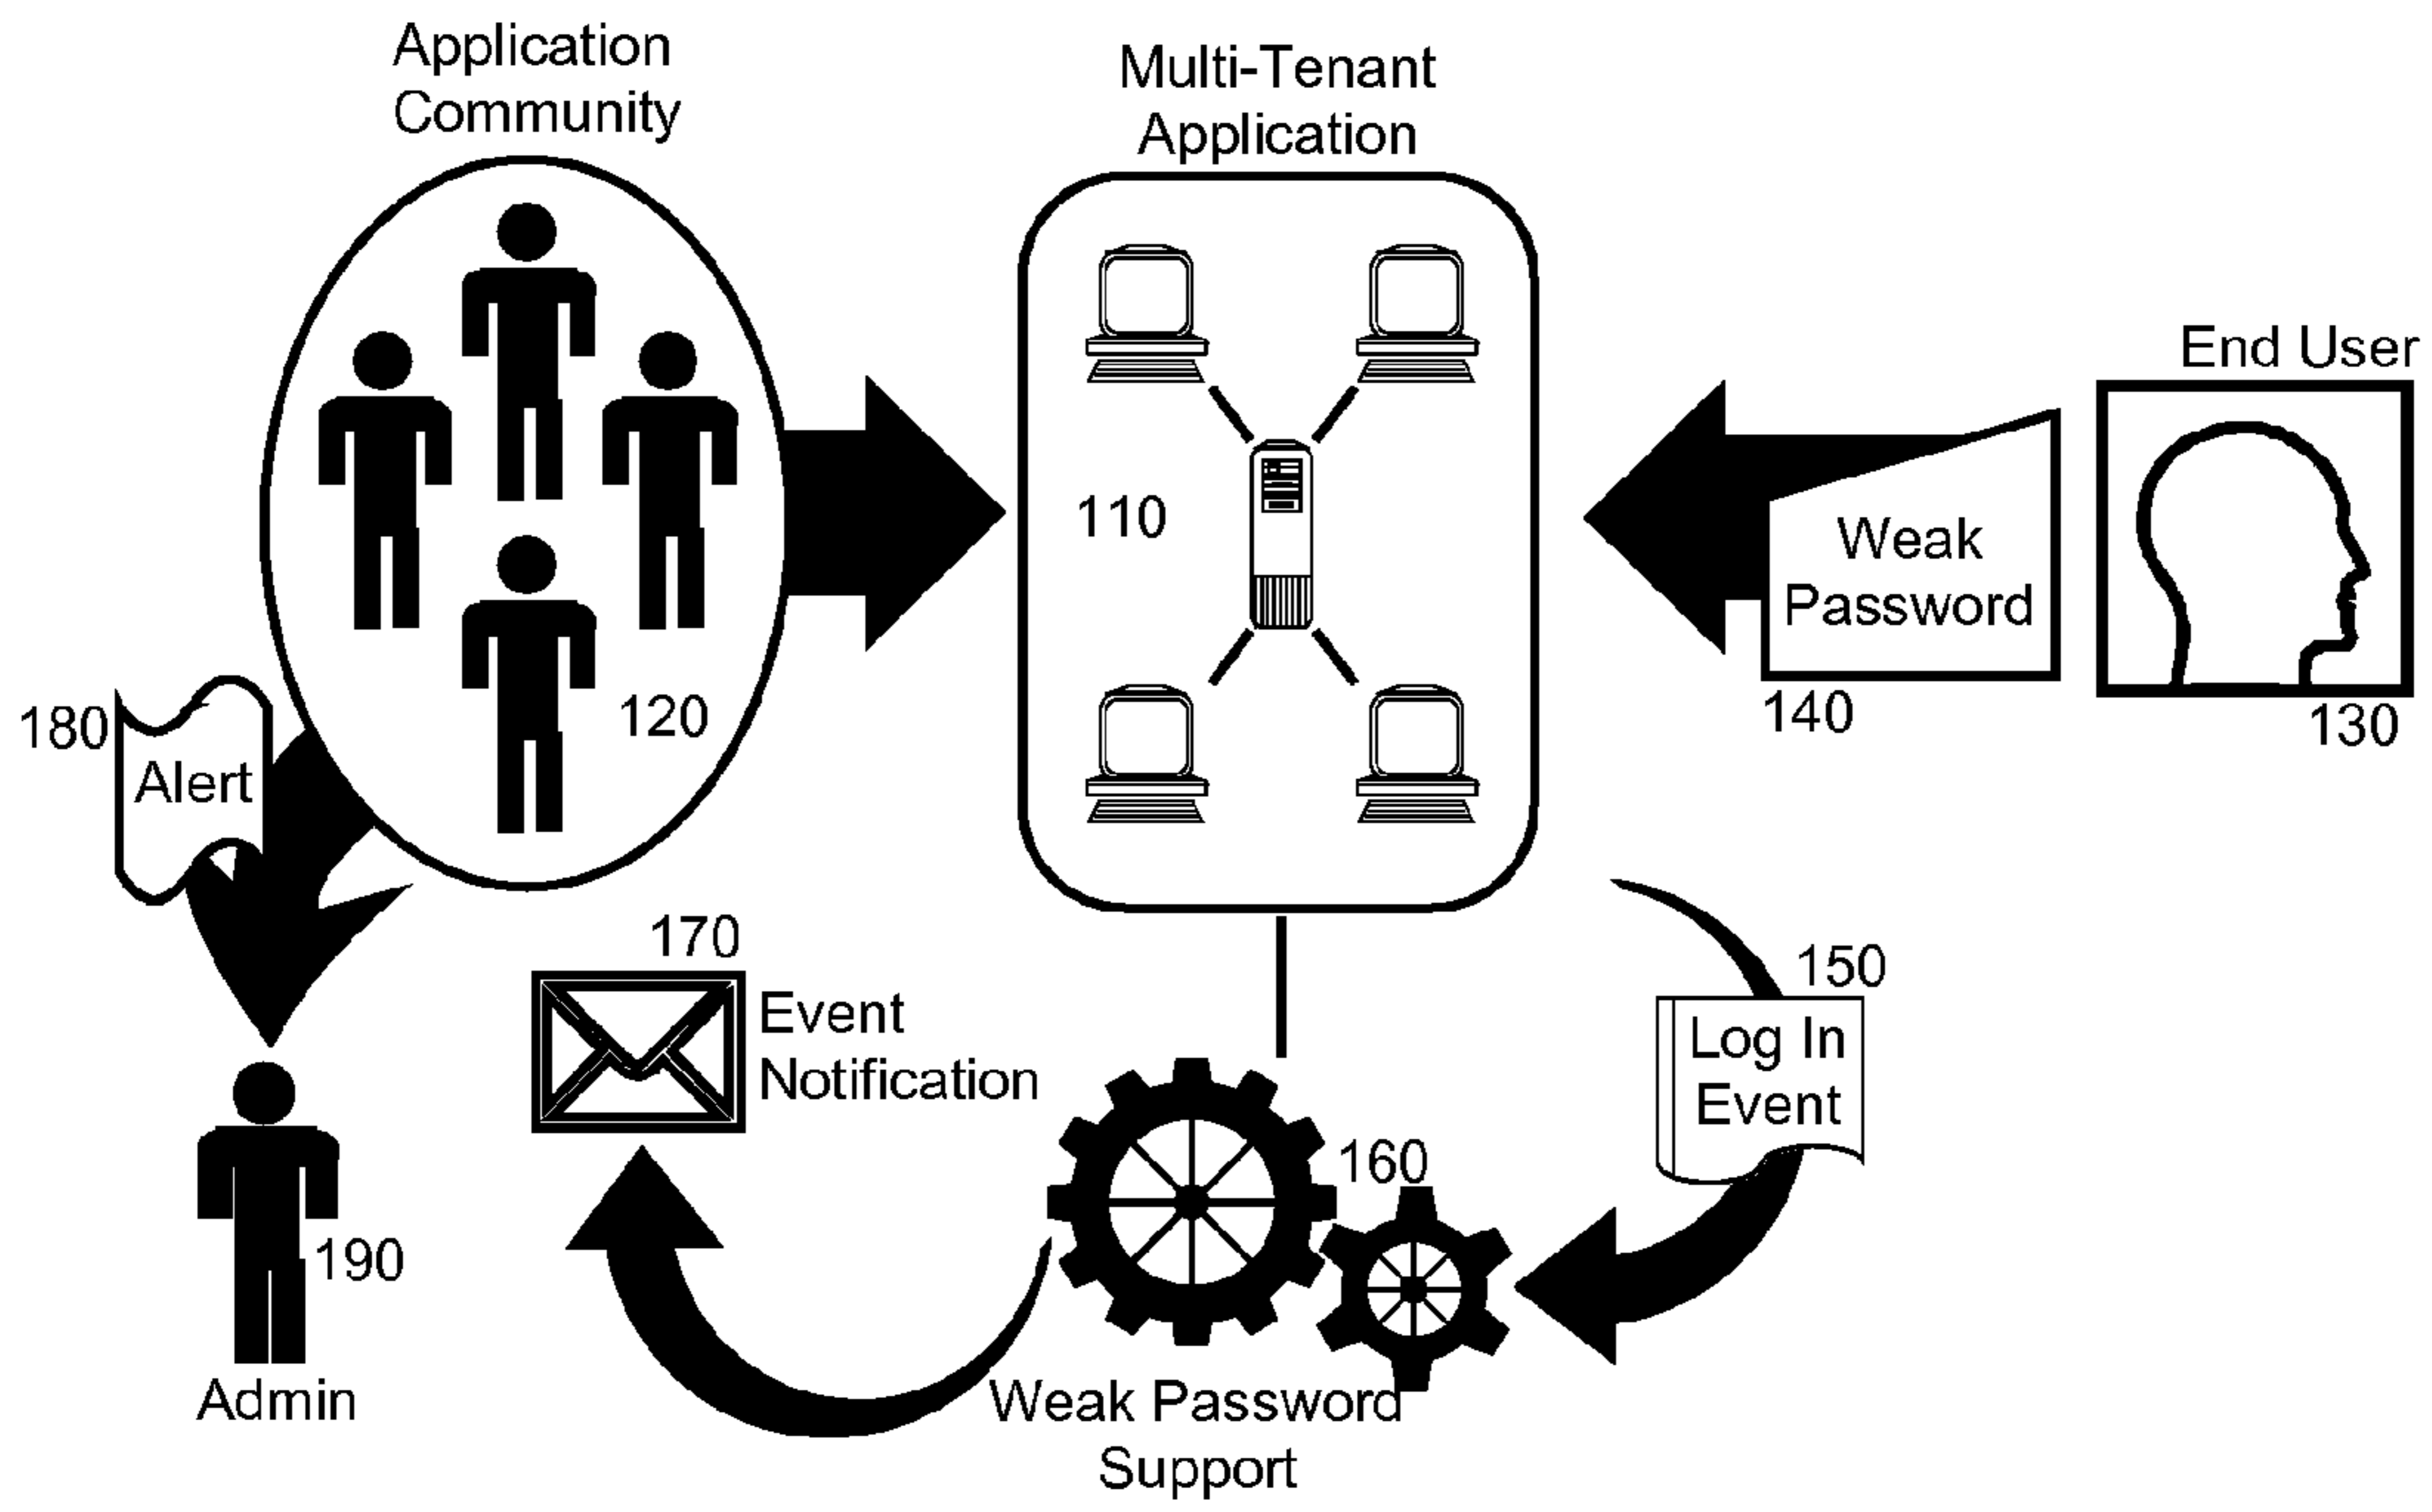 Application
Community
Multi-Tenant
Application
End User
110
Weak
Password
120
140
130
180
Alert
170
Event
Notification
150
Log In
Event
160
190
Admin
Weak Password
Support